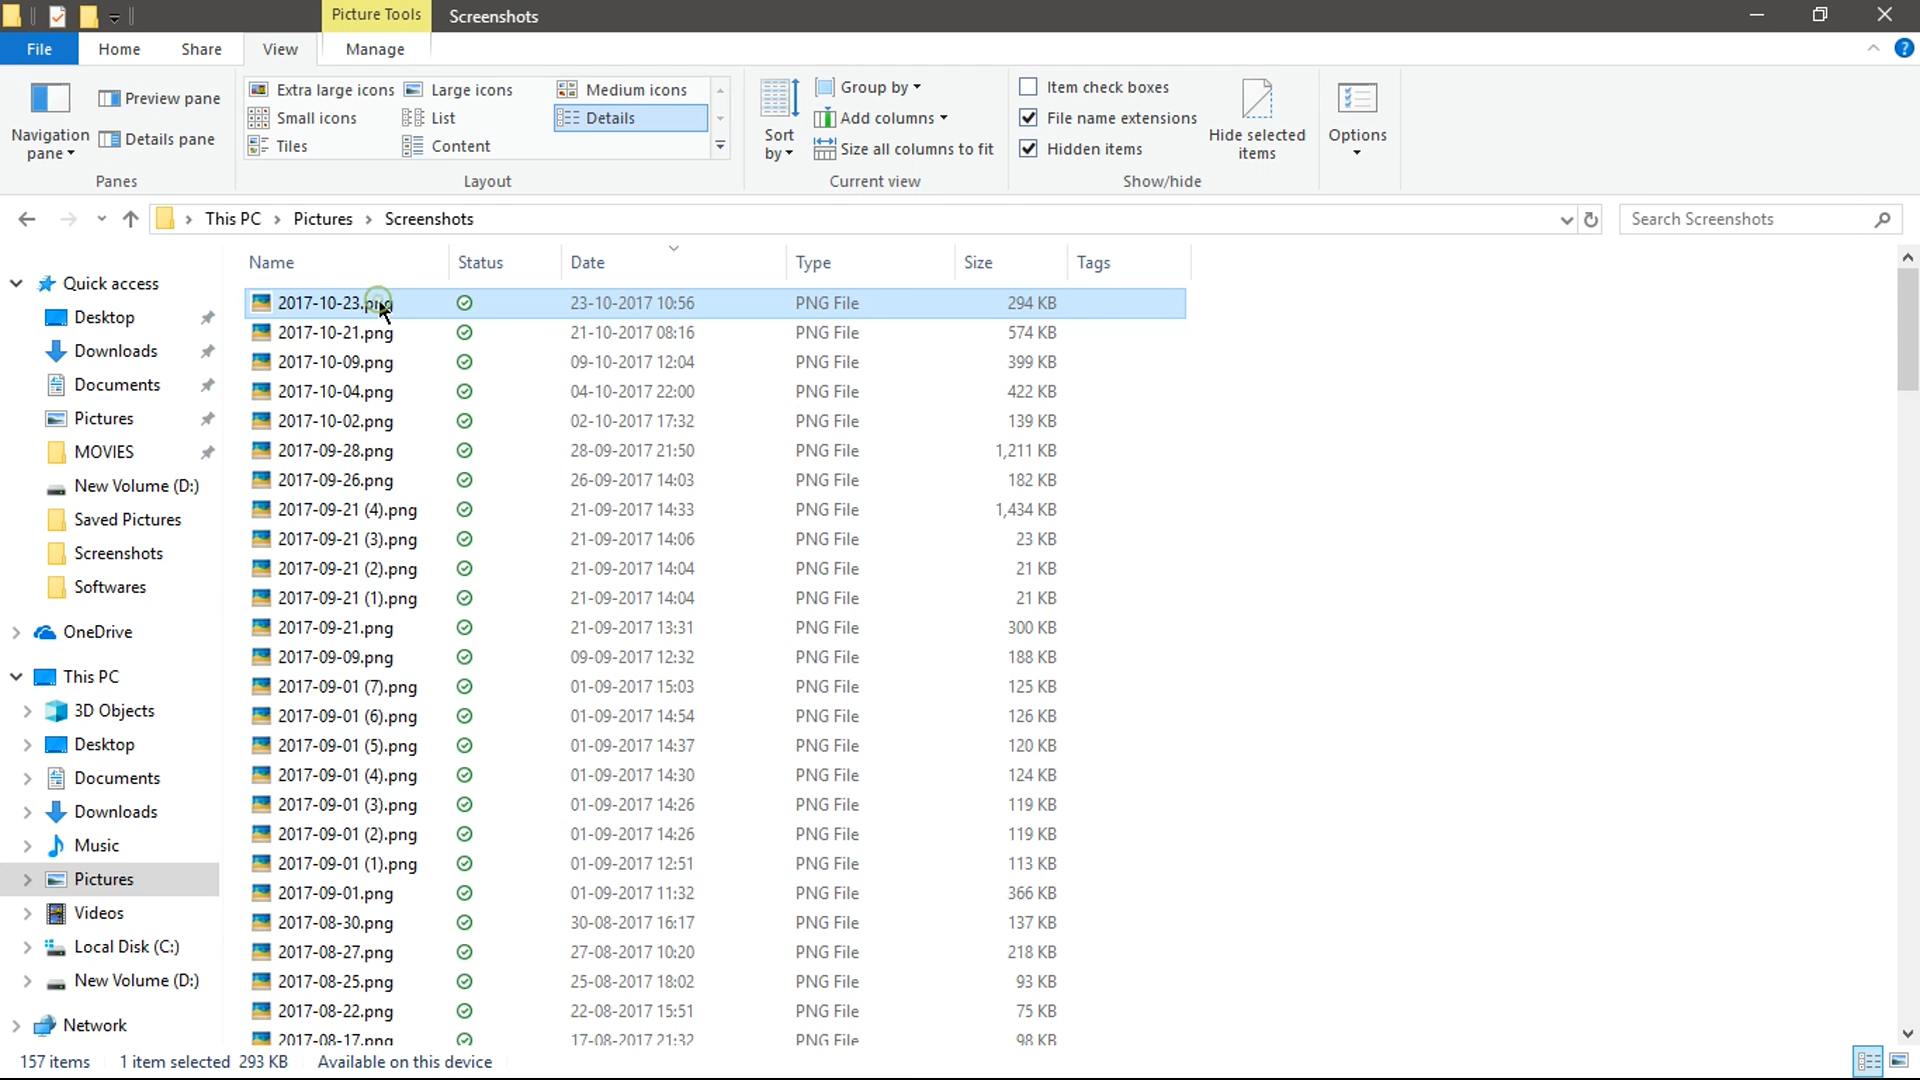 Picture Tools Screenshots
File Home Share View Manage
Navigation pane Preview pane Details pane Panes
Extra large icons Large icons Medium icons
Small icons List Details
Tiles Content
Layout
Sort by Group by Add columns Size all columns to fit Current view
Item check boxes File name extensions Hidden items Hide selected items Show/hide
Options
This PC Pictures Screenshots Search Screenshots
Quick access
Desktop
Downloads
Documents
Pictures
MOVIES
New Volume (D:)
Saved Pictures
Screenshots
Softwares
OneDrive
This PC
3D Objects
Desktop
Documents
Downloads
Music
Pictures
Videos
Local Disk (C:)
New Volume (D:)
Network
Name Status Date Type Size Tags
2017-10-23.png 23-10-2017 10:56 PNG File 294 KB
2017-10-21.png 21-10-2017 08:16 PNG File 574 KB
2017-10-09.png 09-10-2017 12:04 PNG File 399 KB
2017-10-04.png 04-10-2017 22:00 PNG File 422 KB
2017-10-02.png 02-10-2017 17:32 PNG File 139 KB
2017-09-28.png 28-09-2017 21:50 PNG File 1,211 KB
2017-09-26.png 26-09-2017 14:03 PNG File 182 KB
2017-09-21 (4).png 21-09-2017 14:33 PNG File 1,434 KB
2017-09-21 (3).png 21-09-2017 14:06 PNG File 23 KB
2017-09-21 (2).png 21-09-2017 14:04 PNG File 21 KB
2017-09-21 (1).png 21-09-2017 14:04 PNG File 21 KB
2017-09-21.png 21-09-2017 13:31 PNG File 300 KB
2017-09-09.png 09-09-2017 12:32 PNG File 188 KB
2017-09-01 (7).png 01-09-2017 15:03 PNG File 125 KB
2017-09-01 (6).png 01-09-2017 14:54 PNG File 126 KB
2017-09-01 (5).png 01-09-2017 14:37 PNG File 120 KB
2017-09-01 (4).png 01-09-2017 14:30 PNG File 124 KB
2017-09-01 (3).png 01-09-2017 14:26 PNG File 119 KB
2017-09-01 (2).png 01-09-2017 14:26 PNG File 119 KB
2017-09-01 (1).png 01-09-2017 12:51 PNG File 113 KB
2017-09-01.png 01-09-2017 11:32 PNG File 366 KB
2017-08-30.png 30-08-2017 16:17 PNG File 137 KB
2017-08-27.png 27-08-2017 10:20 PNG File 218 KB
2017-08-25.png 25-08-2017 18:02 PNG File 93 KB
2017-08-22.png 22-08-2017 15:51 PNG File 75 KB
2017-08-17.png 17-08-2017 21:32 PNG File 98 KB
157 items 1 item selected 293 KB Available on this device